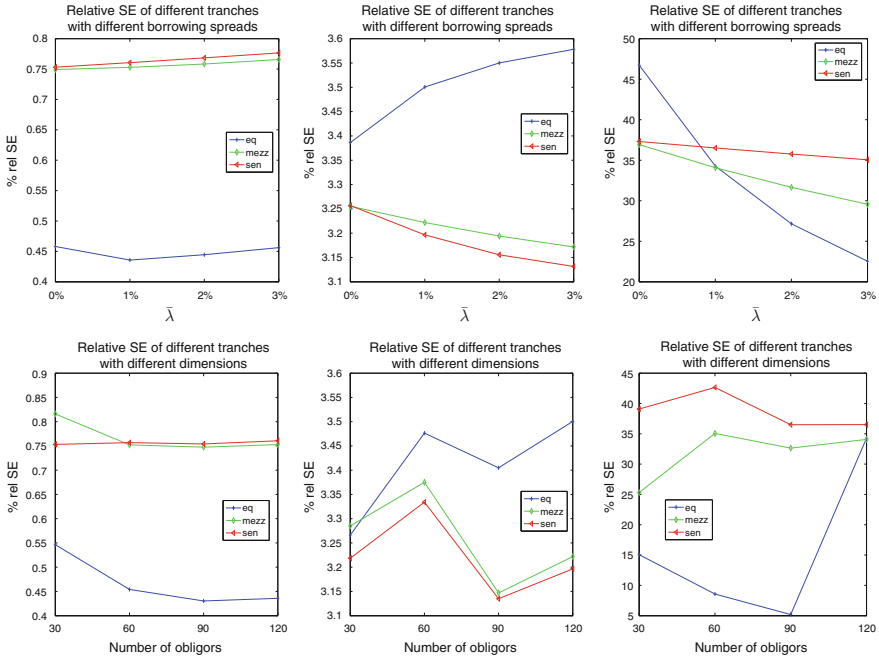 Relative SE of different tranches
with different borrowing spreads
0.8
0.75
0.7
0.65
0.6
0.55
0.5
0.45
0.4
% rel SE
eq
mezz
sen
0% 1% 2% 3%
λ̄
Relative SE of different tranches
with different borrowing spreads
3.6
3.55
3.5
3.45
3.4
3.35
3.3
3.25
3.2
3.15
3.1
% rel SE
eq
mezz
sen
0% 1% 2% 3%
λ̄
Relative SE of different tranches
with different borrowing spreads
50
45
40
35
30
25
20
% rel SE
eq
mezz
sen
0% 1% 2% 3%
λ̄
Relative SE of different tranches
with different dimensions
0.9
0.85
0.8
0.75
0.7
0.65
0.6
0.55
0.5
0.45
0.4
% rel SE
eq
mezz
sen
30 60 90 120
Number of obligors
Relative SE of different tranches
with different dimensions
3.6
3.55
3.5
3.45
3.4
3.35
3.3
3.25
3.2
3.15
3.1
% rel SE
eq
mezz
sen
30 60 90 120
Number of obligors
Relative SE of different tranches
with different dimensions
45
40
35
30
25
20
15
10
5
% rel SE
eq
mezz
sen
30 60 90 120
Number of obligors